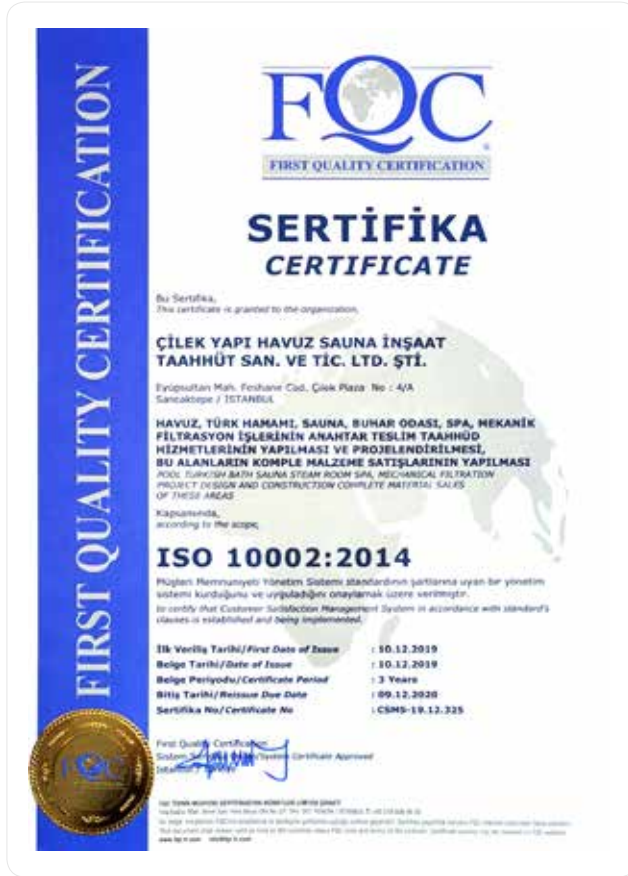 FIRST QUALITY CERTIFICATION
FQC
FIRST QUALITY CERTIFICATION
SERTİFİKA
CERTIFICATE
Bu Sertifika,
This certificate is granted to the organization,
ÇİLEK YAPI HAVUZ SAUNA İNŞAAT
TAAHHÜT SAN. VE TİC. LTD. ŞTİ.
Eyüpsultan Mah. Feshane Cad. Çilek Plaza No : 4/A
Sancaktepe / İSTANBUL
HAVUZ, TÜRK HAMAMI, SAUNA, BUHAR ODASI, SPA, MEKANİK
FİLTRASYON İŞLERİNİN ANAHTAR TESLİM TAAHHÜD
HİZMETLERİNİN YAPILMASI VE PROJELENDİRİLMESİ,
BU ALANLARIN KOMPLE MALZEME SATIŞLARININ YAPILMASI
POOL TURKISH BATH SAUNA STEAM ROOM SPA, MECHANICAL FILTRATION
PROJECT DESIGN AND CONSTRUCTION COMPLETE MATERIAL SALES
OF THESE AREAS
Kapsamında,
according to the scope,
ISO 10002:2014
Müşteri Memnuniyeti Yönetim Sistemi standardının şartlarına uyan bir yönetim
sistemi kurduğunu ve uyguladığını onaylamak üzere verilmiştir.
to certify that Customer Satisfaction Management System in accordance with standard's
clauses is established and being implemented.
İlk Veriliş Tarihi/First Date of Issue : 10.12.2019
Belge Tarihi/Date of Issue : 10.12.2019
Belge Periyodu/Certificate Period : 3 Years
Bitiş Tarihi/Reissue Due Date : 09.12.2020
Sertifika No/Certificate No : CSMS-19.12.325
First Quality Certification
Sistem /System Certificate Approved
FQC